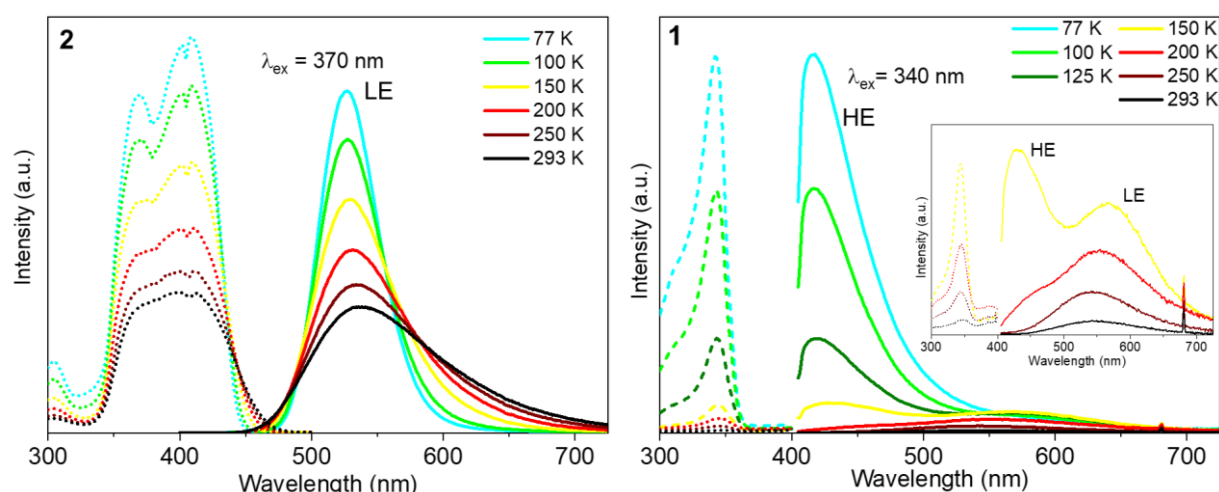 2
λex = 370 nm
LE
77 K
100 K
150 K
200 K
250 K
293 K
Intensity (a.u.)
300 400 500 600 700
Wavelength (nm)
1
λex= 340 nm
HE
77 K 150 K
100 K 200 K
125 K 250 K
293 K
Intensity (a.u.)
HE
LE
Intensity (a.u.)
300 400 500 600 700
Wavelength (nm)
300 400 500 600 700
Wavelength (nm)